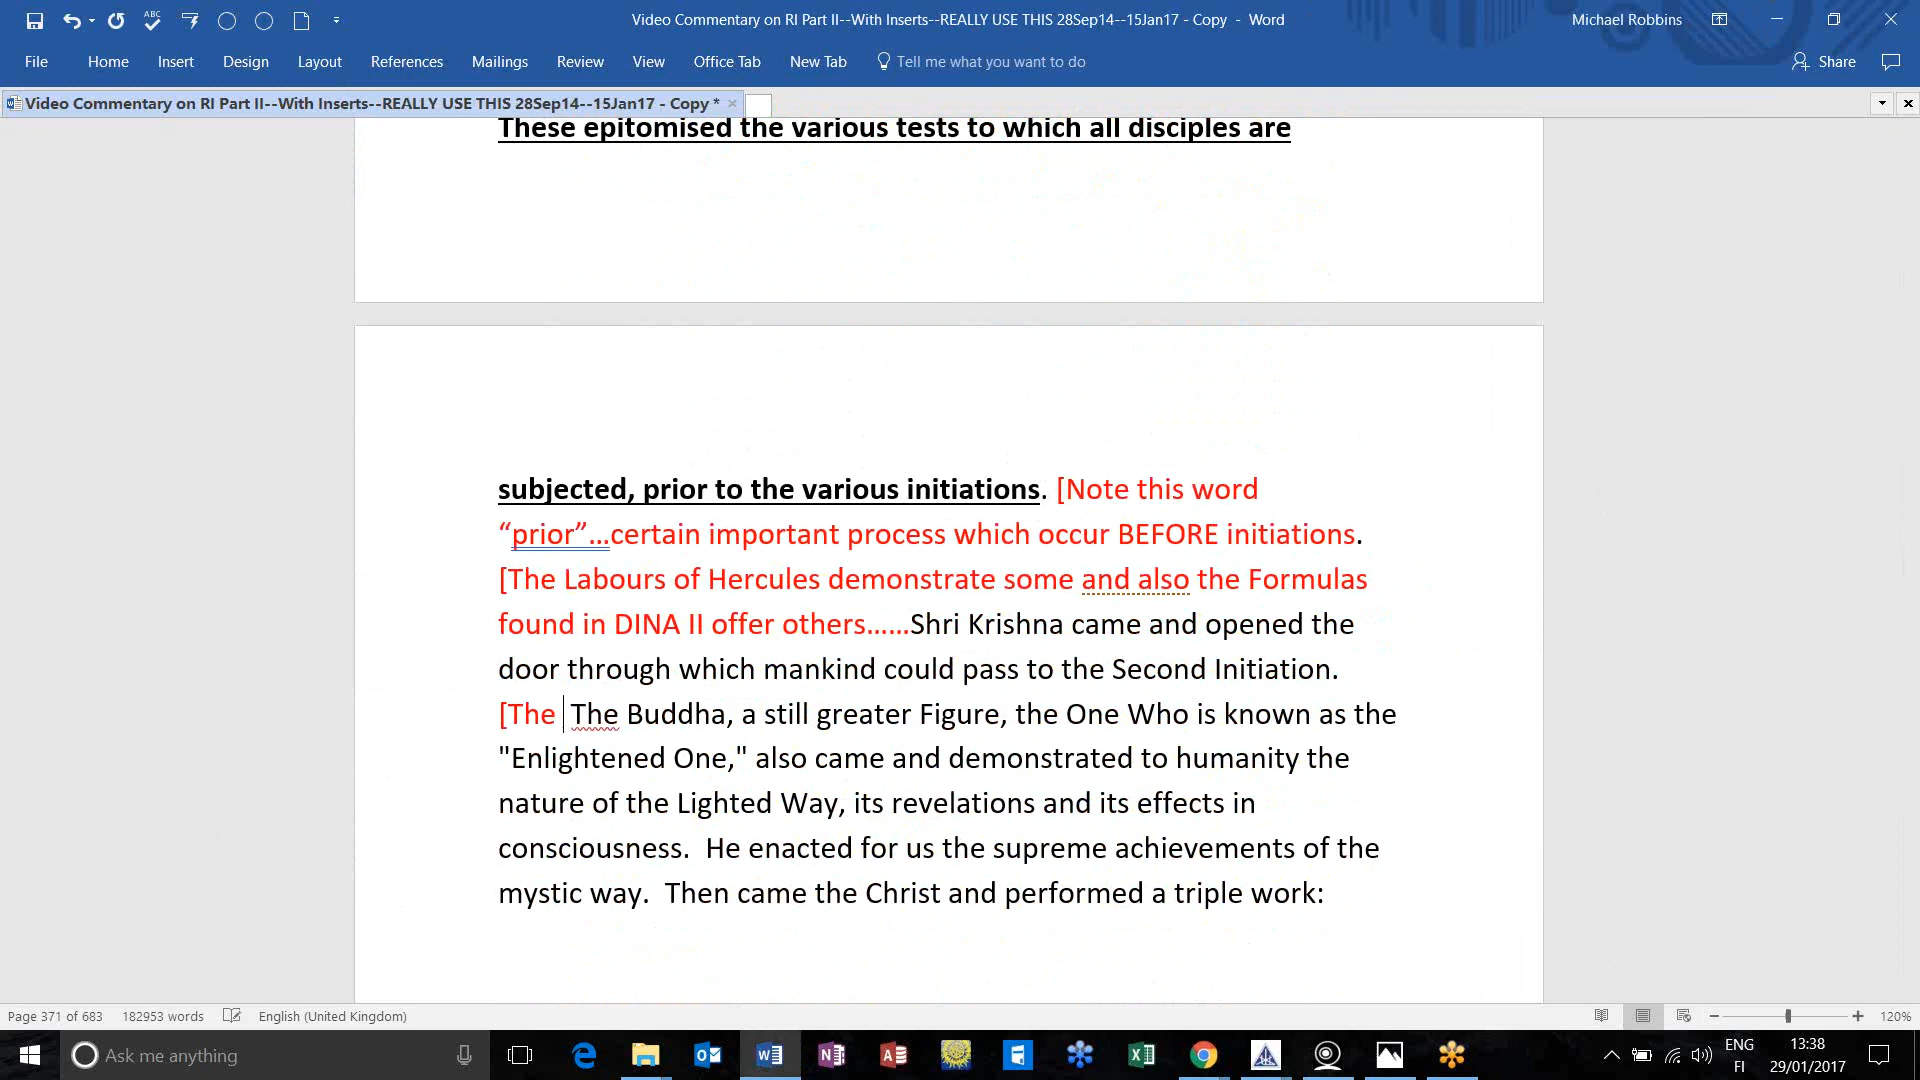 ABC
Video Commentary on RI Part II--With Inserts--REALLY USE THIS 28Sep14--15Jan17 - Copy - Word
Michael Robbins
File Home Insert Design Layout References Mailings Review View Office Tab New Tab Tell me what you want to do Share
Video Commentary on RI Part II--With Inserts--REALLY USE THIS 28Sep14--15Jan17 - Copy *
These epitomised the various tests to which all disciples are
subjected, prior to the various initiations. [Note this word
“prior”…certain important process which occur BEFORE initiations.
[The Labours of Hercules demonstrate some and also the Formulas
found in DINA II offer others……Shri Krishna came and opened the
door through which mankind could pass to the Second Initiation.
[The The Buddha, a still greater Figure, the One Who is known as the
"Enlightened One," also came and demonstrated to humanity the
nature of the Lighted Way, its revelations and its effects in
consciousness.  He enacted for us the supreme achievements of the
mystic way.  Then came the Christ and performed a triple work:
Page 371 of 683 182953 words English (United Kingdom) 120%
Ask me anything
ENG
FI
13:38
29/01/2017